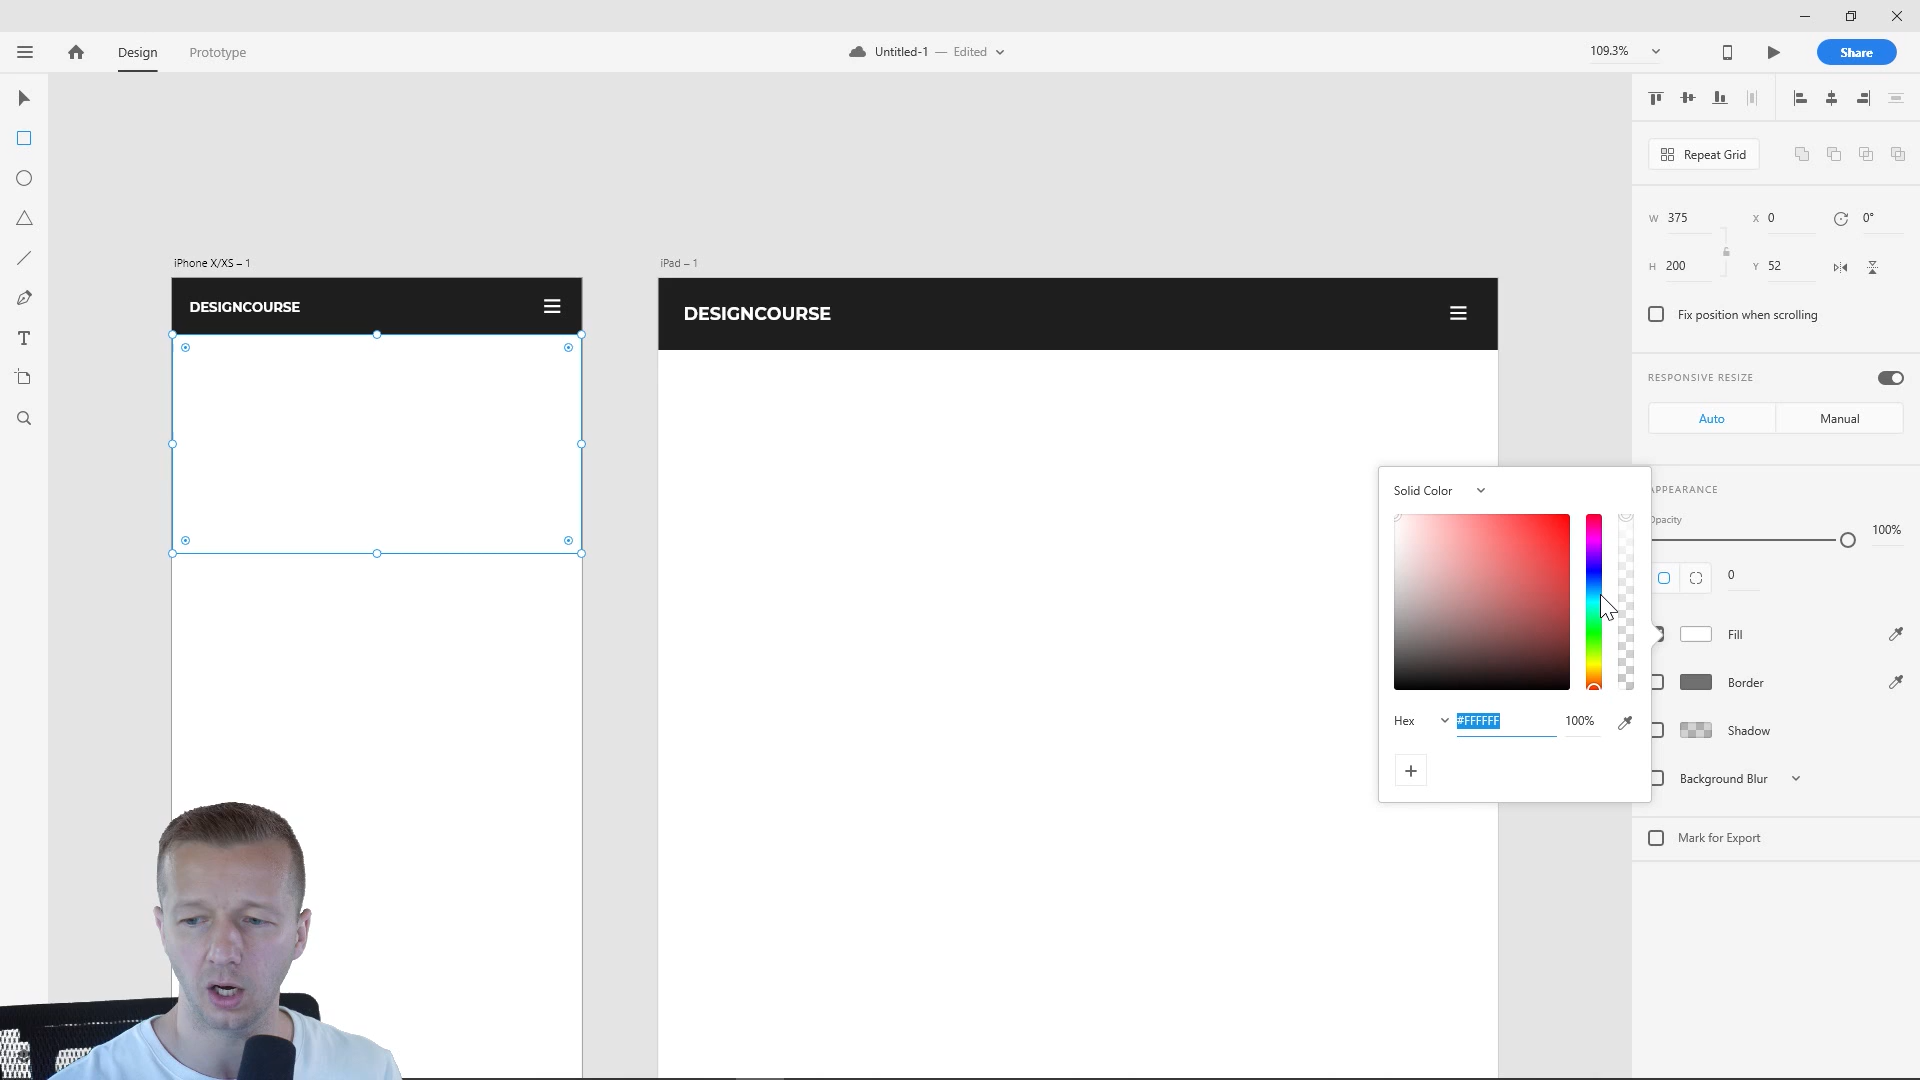 Design
Prototype
Untitled-1 — Edited
109.3%
Share
Repeat Grid
W 375
X 0
0°
H 200
Y 52
Fix position when scrolling
RESPONSIVE RESIZE
Auto
Manual
APPEARANCE
Opacity
100%
0
Fill
Border
Shadow
Background Blur
Mark for Export
iPhone X/XS – 1
DESIGNCOURSE
iPad – 1
DESIGNCOURSE
Solid Color
Hex
#FFFFFF
100%